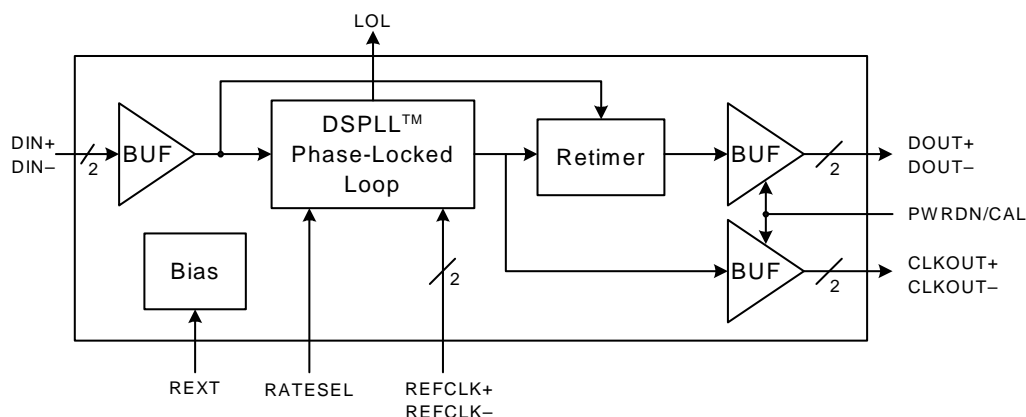 LOL
DIN+
DIN–
2
BUF
DSPLL™
Phase-Locked
Loop
Retimer
BUF
2
DOUT+
DOUT–
PWRDN/CAL
Bias
2
BUF
2
CLKOUT+
CLKOUT–
REXT
RATESEL
REFCLK+
REFCLK–